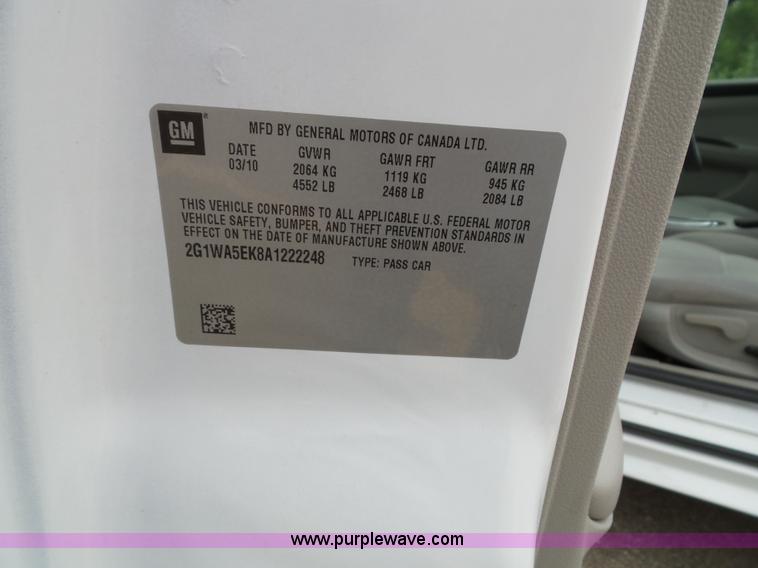 GM
MFD BY GENERAL MOTORS OF CANADA LTD.
DATE GVWR GAWR FRT GAWR RR
03/10 2064 KG 1119 KG 945 KG
4552 LB 2468 LB 2084 LB
THIS VEHICLE CONFORMS TO ALL APPLICABLE U.S. FEDERAL MOTOR
VEHICLE SAFETY, BUMPER, AND THEFT PREVENTION STANDARDS IN
EFFECT ON THE DATE OF MANUFACTURE SHOWN ABOVE.
2G1WA5EK8A1222248 TYPE: PASS CAR
www.purplewave.com